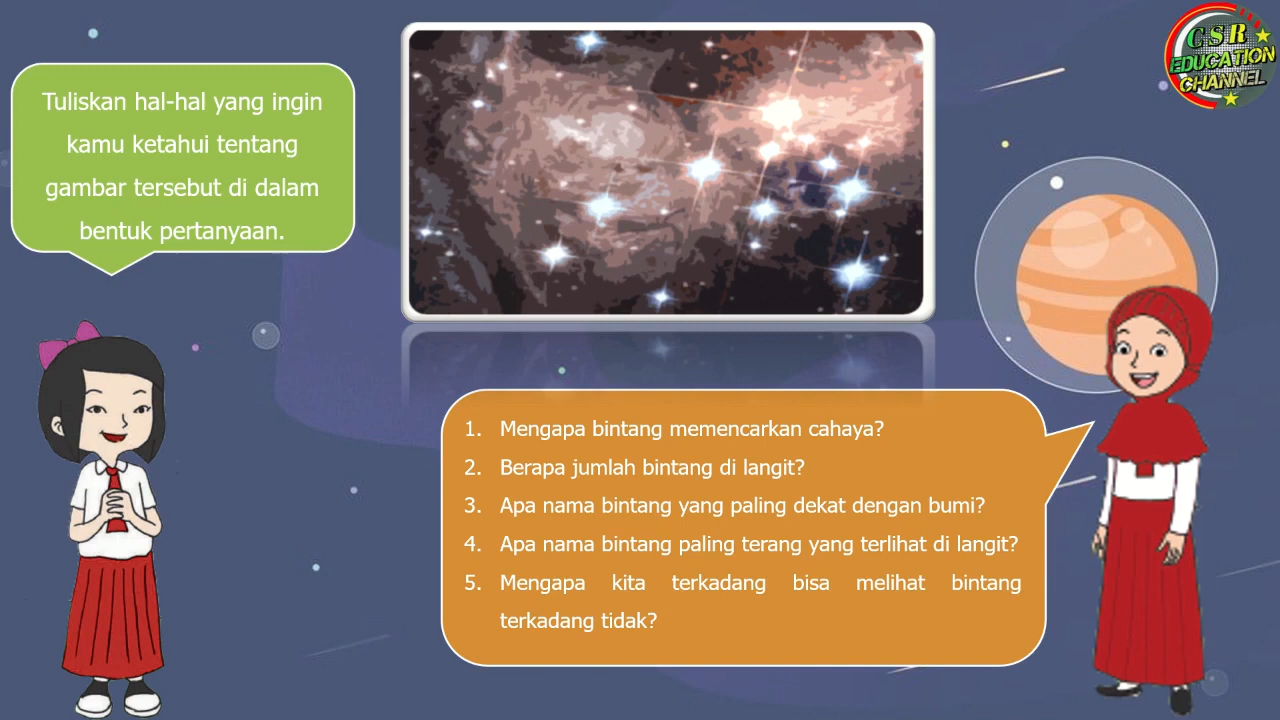 Tuliskan hal-hal yang ingin
kamu ketahui tentang
gambar tersebut di dalam
bentuk pertanyaan.
CSR
EDUCATION
CHANNEL
1. Mengapa bintang memencarkan cahaya?
2. Berapa jumlah bintang di langit?
3. Apa nama bintang yang paling dekat dengan bumi?
4. Apa nama bintang paling terang yang terlihat di langit?
5. Mengapa kita terkadang bisa melihat bintang
terkadang tidak?